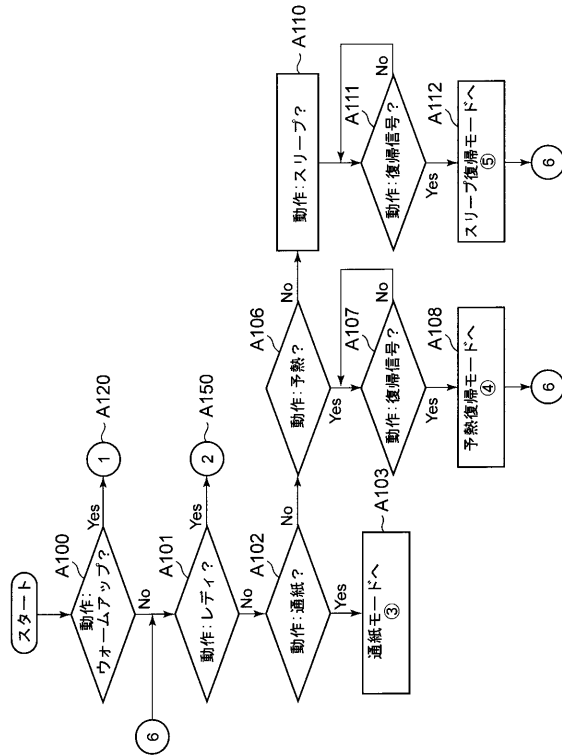 スタート
A100
動作：
ウォームアップ？
Yes
1
A120
No
6
A101
動作：レディ？
Yes
2
A150
No
A102
動作：通紙？
No
Yes
A103
通紙モードへ
③
A106
動作：予熱？
No
Yes
A107
動作：復帰信号？
No
Yes
A108
予熱復帰モードへ
④
6
A110
動作：スリープ？
A111
動作：復帰信号？
No
Yes
A112
スリープ復帰モードへ
⑤
6